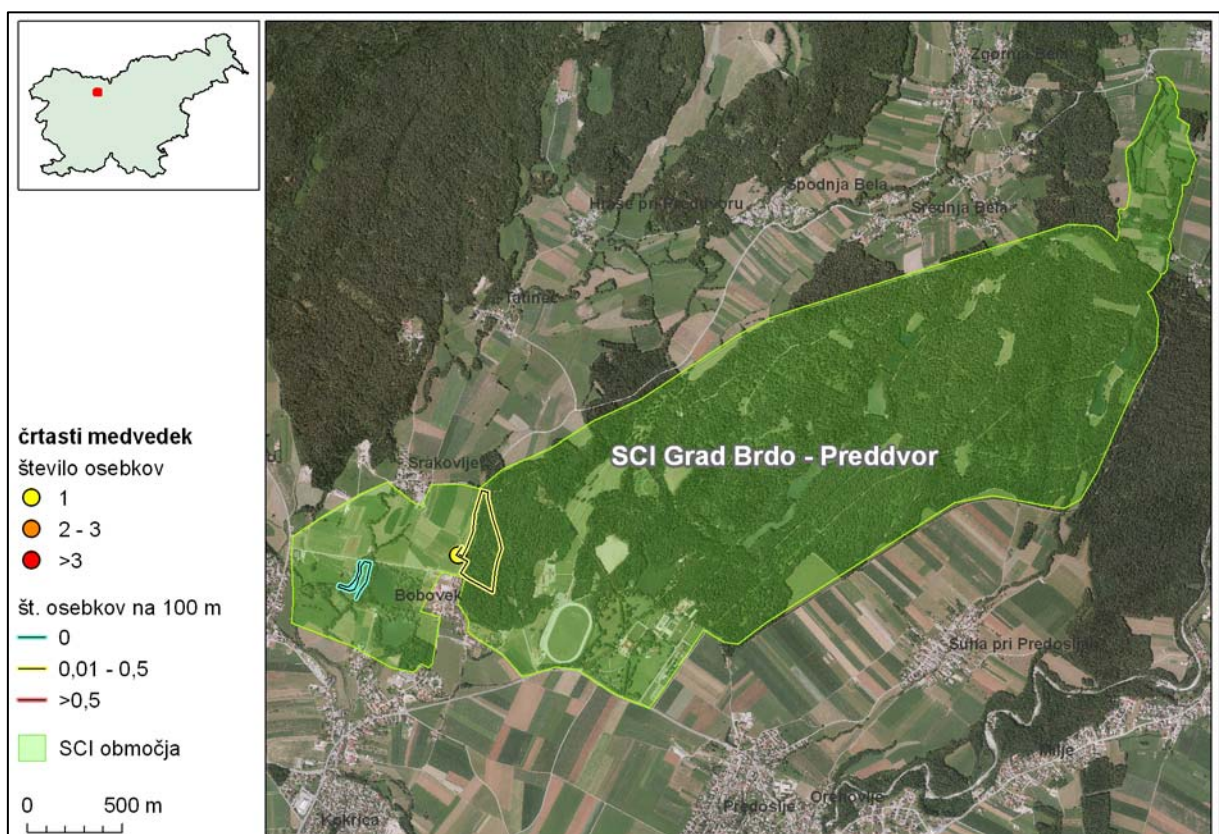 črtasti medvedek
število osebkov
1
2 - 3
>3
št. osebkov na 100 m
0
0,01 - 0,5
>0,5
SCI območja
0 500 m
Zgornja Bela
Spodnja Bela
Srednja Bela
Hraše pri Preddvoru
Tatinec
SCI Grad Brdo - Preddvor
Srakovlje
Bobovek
Suha pri Predosljah
Milje
Predoslje
Orehovlje
Kokrica